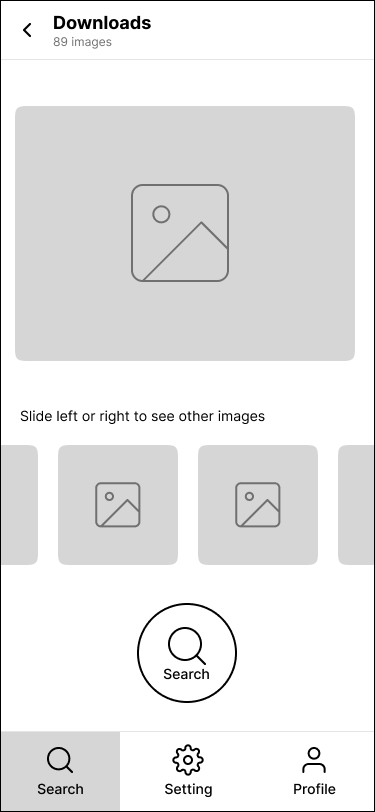 Downloads
89 images
Slide left or right to see other images
Search
Search
Setting
Profile